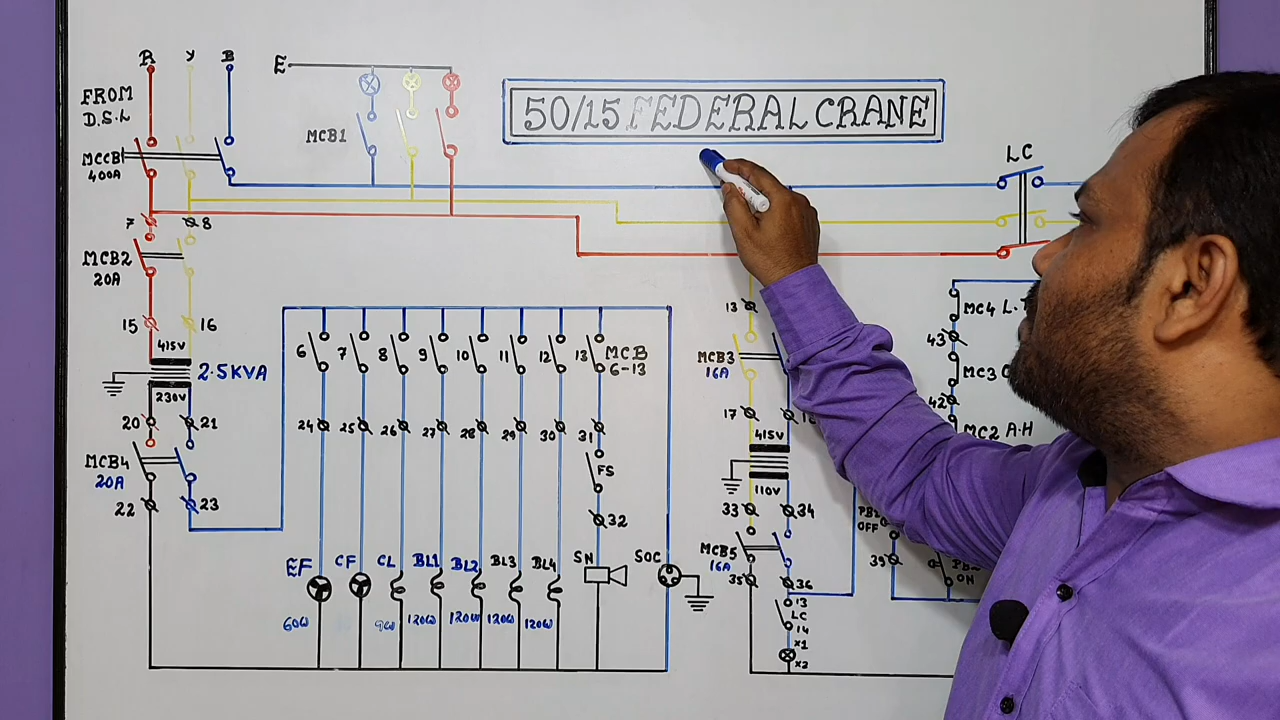 R Y B
E
FROM
D.S.L
MCCB
400A
MCB1
50/15 FEDERAL CRANE
LC
7 8
MCB2
20A
15 16
415V
2.5KVA
230V
20 21
MCB4
20A
22 23
6 7 8 9 10 11 12 13 MCB
6-13
24 25 26 27 28 29 30 31
FS
32
EF CF CL BL1 BL2 BL3 BL4 SN SOC
60W 9W 120W 120W 120W 120W
13
MCB3
16A
17
415V
110V
33 34
MCB5
16A
35 36
13
LC
14
X1
X2
MC4 L.T
43
MC3
42
MC2 A.H
OFF
39
ON